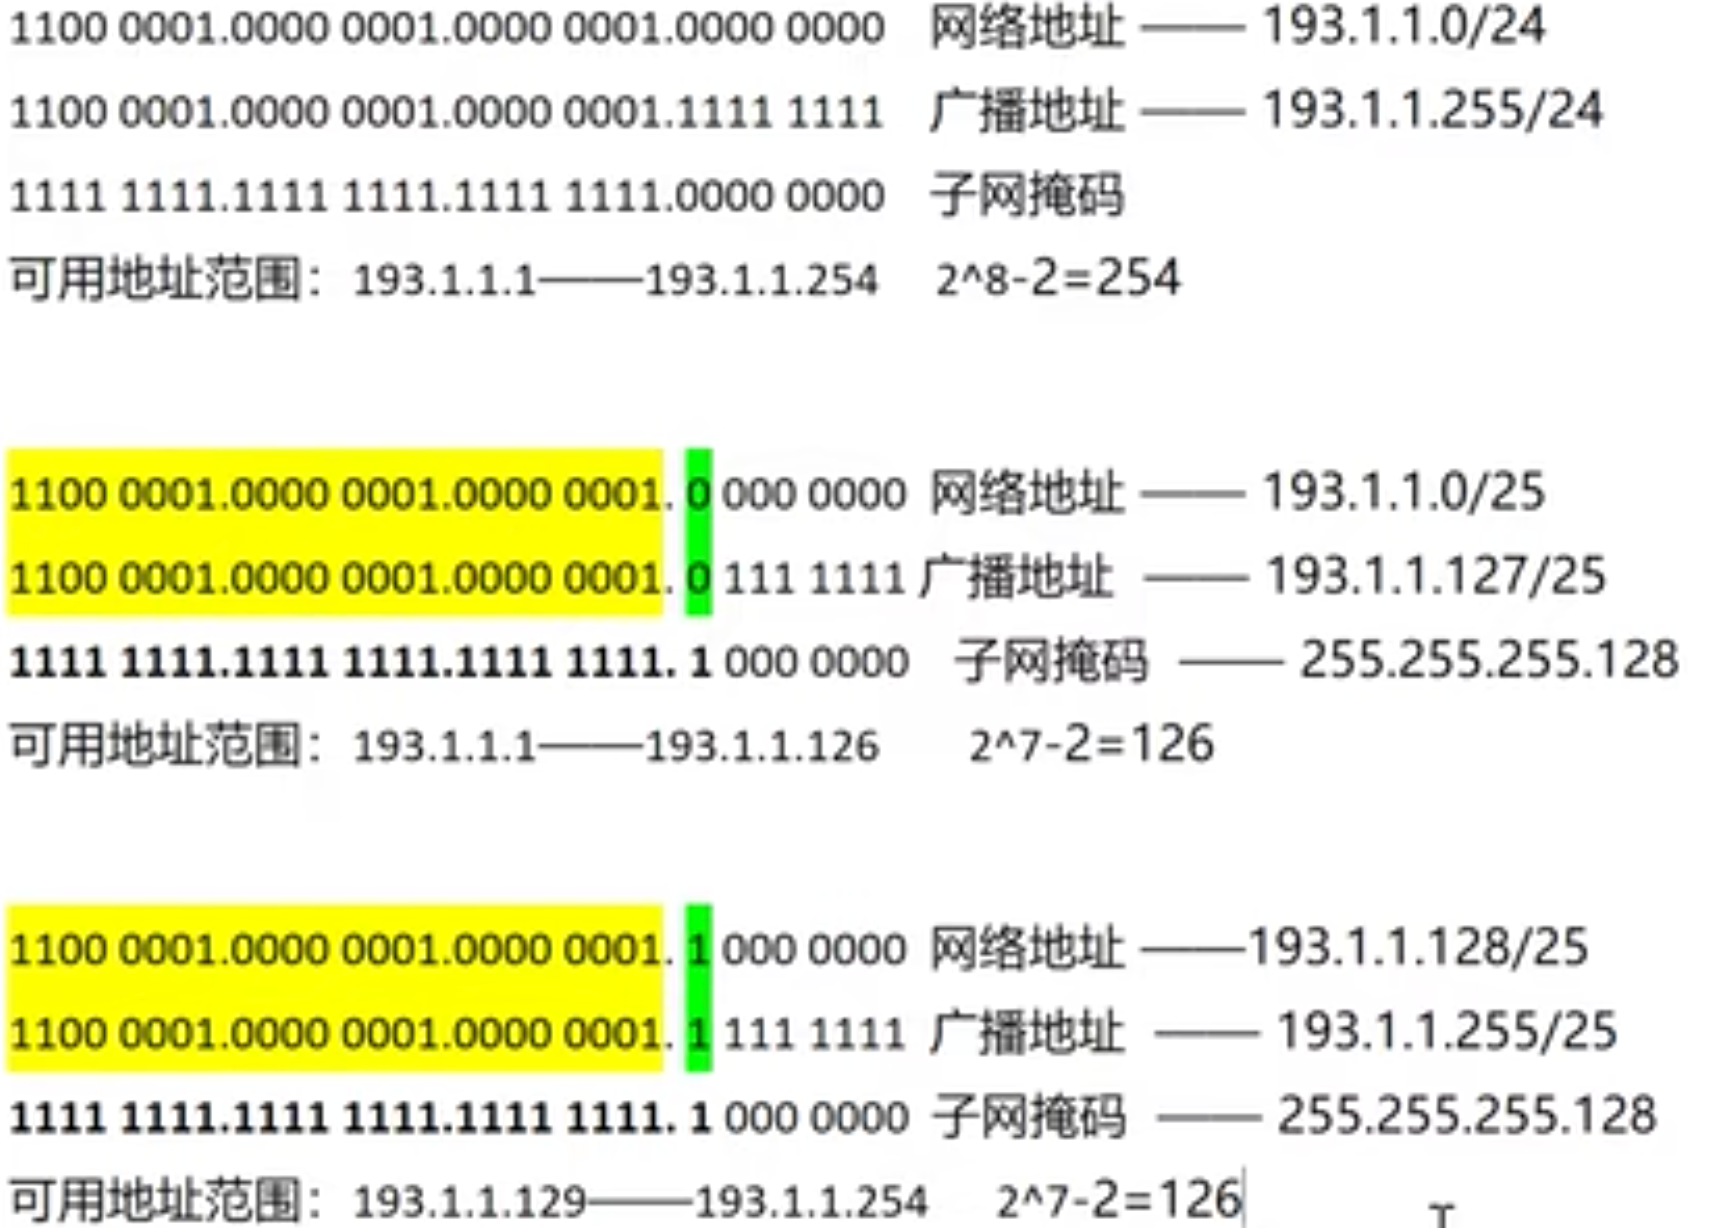 1100 0001.0000 0001.0000 0001.0000 0000 网络地址 —— 193.1.1.0/24
1100 0001.0000 0001.0000 0001.1111 1111 广播地址 —— 193.1.1.255/24
1111 1111.1111 1111.1111 1111.0000 0000 子网掩码
可用地址范围：193.1.1.1——193.1.1.254 2^8-2=254
1100 0001.0000 0001.0000 0001. 0 000 0000 网络地址 —— 193.1.1.0/25
1100 0001.0000 0001.0000 0001. 0 111 1111 广播地址 —— 193.1.1.127/25
1111 1111.1111 1111.1111 1111. 1 000 0000 子网掩码 —— 255.255.255.128
可用地址范围：193.1.1.1——193.1.1.126 2^7-2=126
1100 0001.0000 0001.0000 0001. 1 000 0000 网络地址 ——193.1.1.128/25
1100 0001.0000 0001.0000 0001. 1 111 1111 广播地址 —— 193.1.1.255/25
1111 1111.1111 1111.1111 1111. 1 000 0000 子网掩码 —— 255.255.255.128
可用地址范围：193.1.1.129——193.1.1.254 2^7-2=126